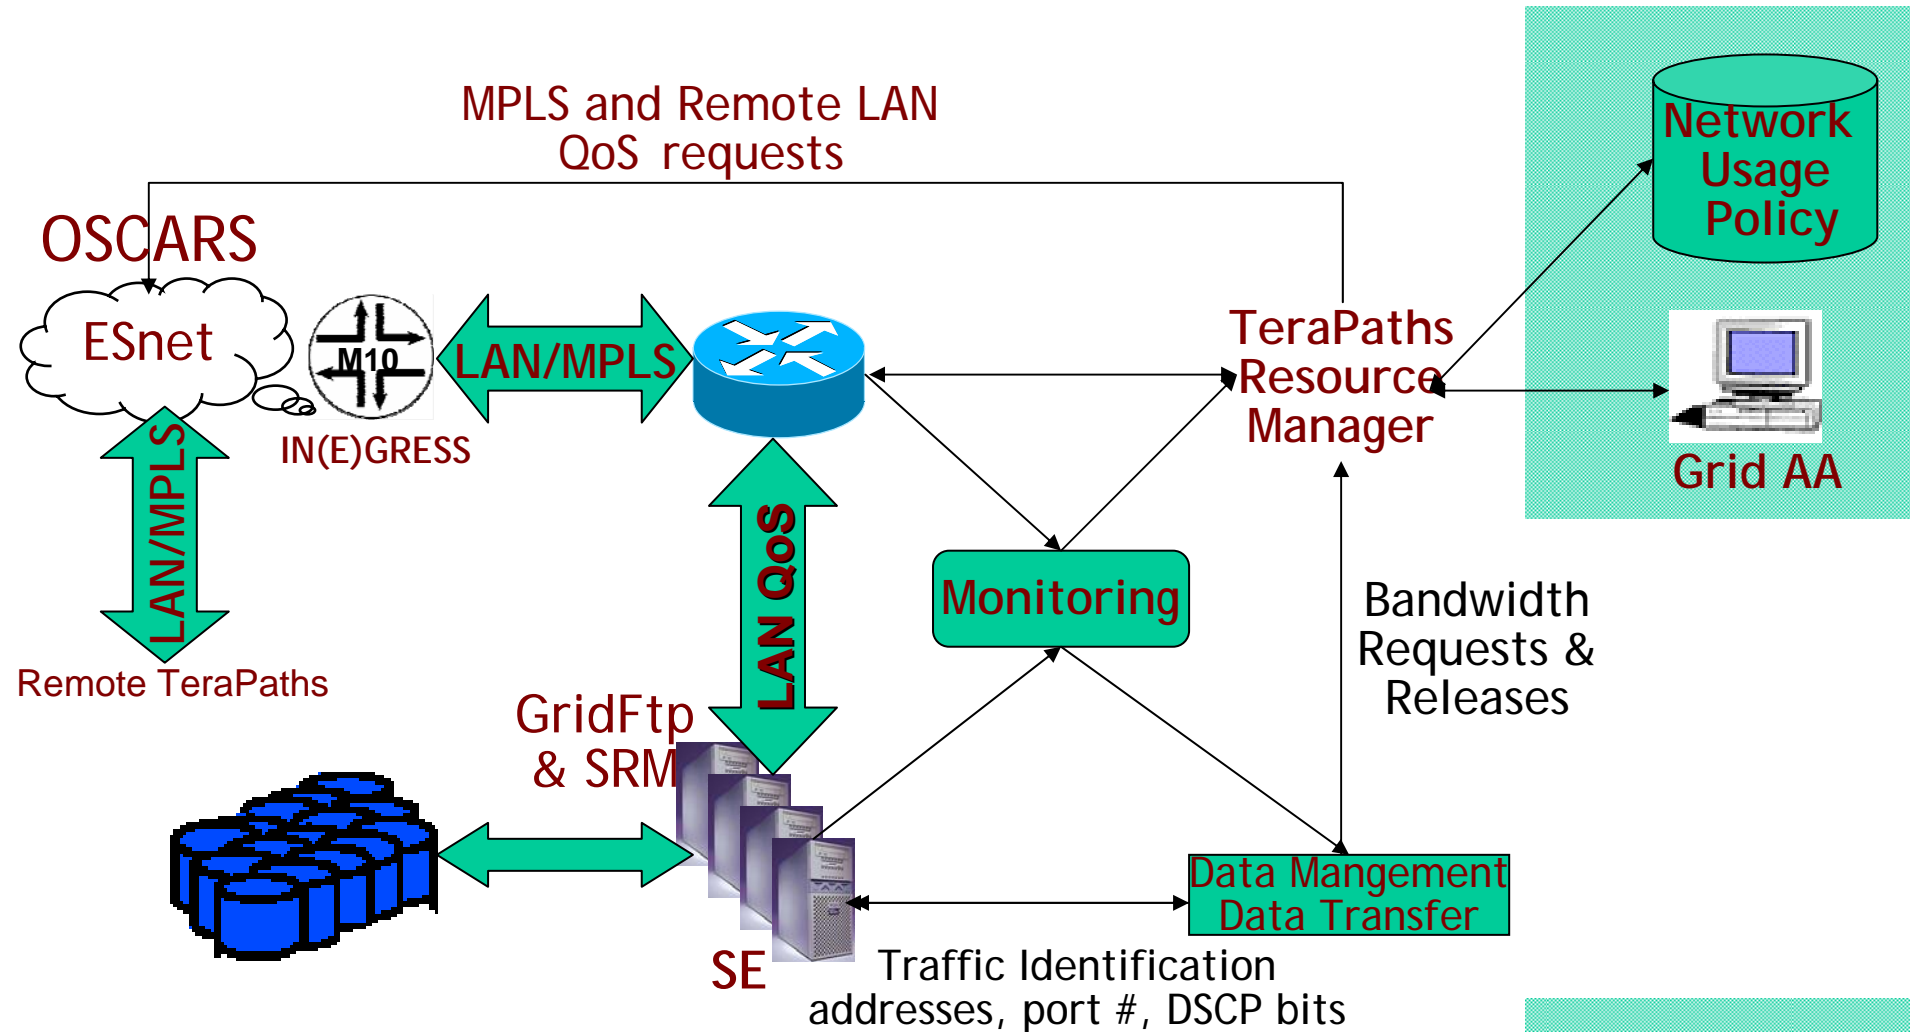 MPLS and Remote LAN
QoS requests
Network
Usage
Policy
OSCARS
ESnet
M10
LAN/MPLS
IN(E)GRESS
TeraPaths
Resource
Manager
Grid AA
LAN/MPLS
LAN QoS
Monitoring
Bandwidth
Requests &
Releases
Remote TeraPaths
GridFtp
& SRM
Data Mangement
Data Transfer
SE
Traffic Identification
addresses, port #, DSCP bits